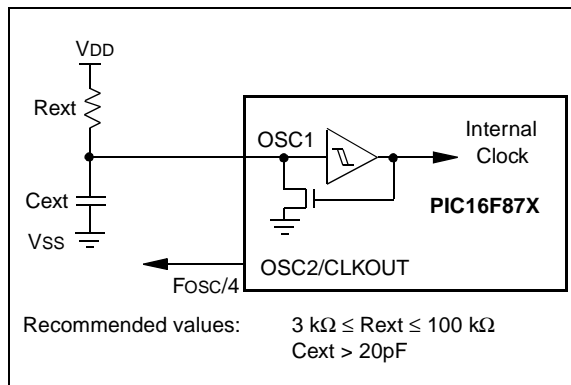 VDD
Rext
OSC1
Internal
Clock
Cext
PIC16F87X
VSS
OSC2/CLKOUT
FOSC/4
Recommended values: 3 kΩ ≤ Rext ≤ 100 kΩ
Cext > 20pF